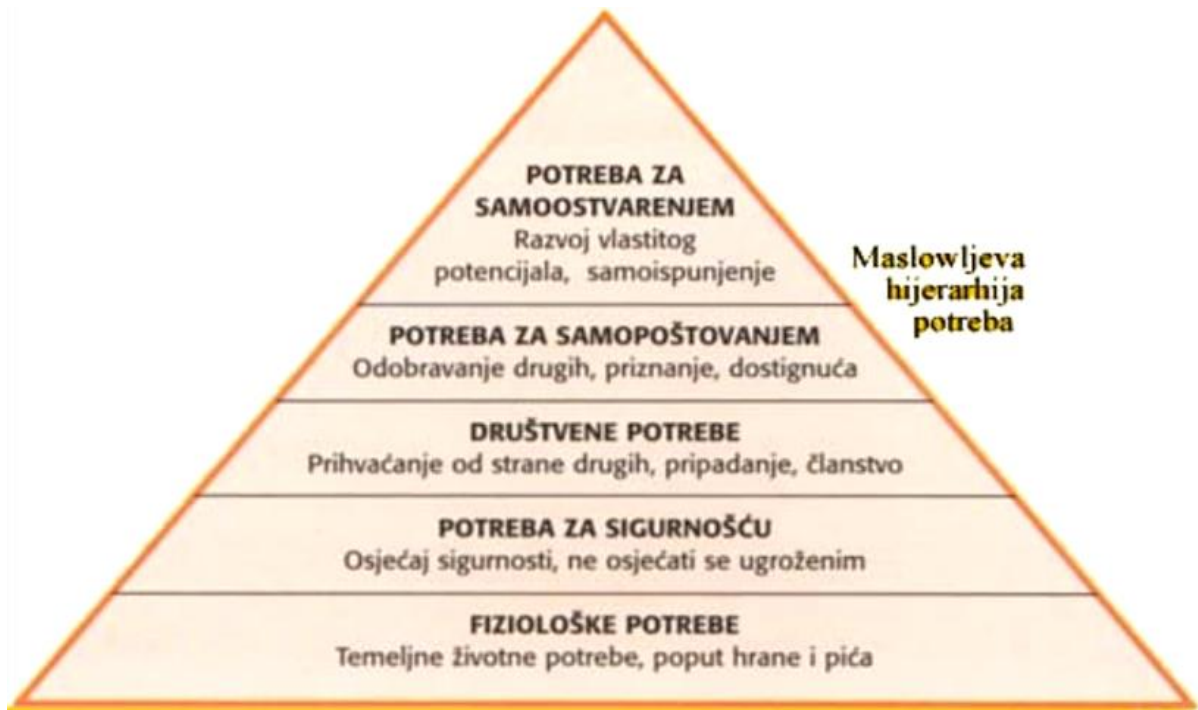 POTREBA ZA
SAMOOSTVARENJEM
Razvoj vlastitog
potencijala, samoispunjenje
Maslowljeva
hijerarhija
potreba
POTREBA ZA SAMOPOŠTOVANJEM
Odobravanje drugih, priznanje, dostignuća
DRUŠTVENE POTREBE
Prihvaćanje od strane drugih, pripadanje, članstvo
POTREBA ZA SIGURNOŠĆU
Osjećaj sigurnosti, ne osjećati se ugroženim
FIZIOLOŠKE POTREBE
Temeljne životne potrebe, poput hrane i pića